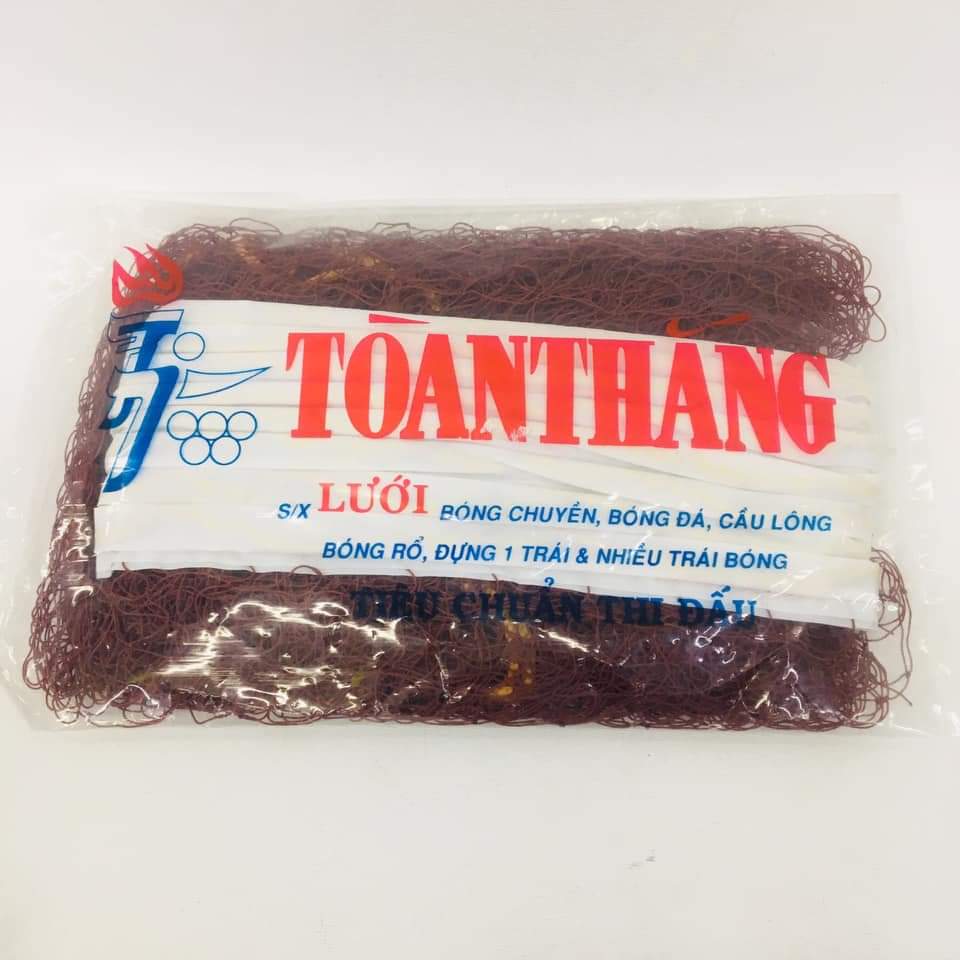 TOÀNTHẮNG
S/X LƯỚI BÓNG CHUYỀN, BÓNG ĐÁ, CẦU LÔNG
BÓNG RỔ, ĐỰNG 1 TRÁI & NHIỀU TRÁI BÓNG
TIÊU CHUẨN THI ĐẤU